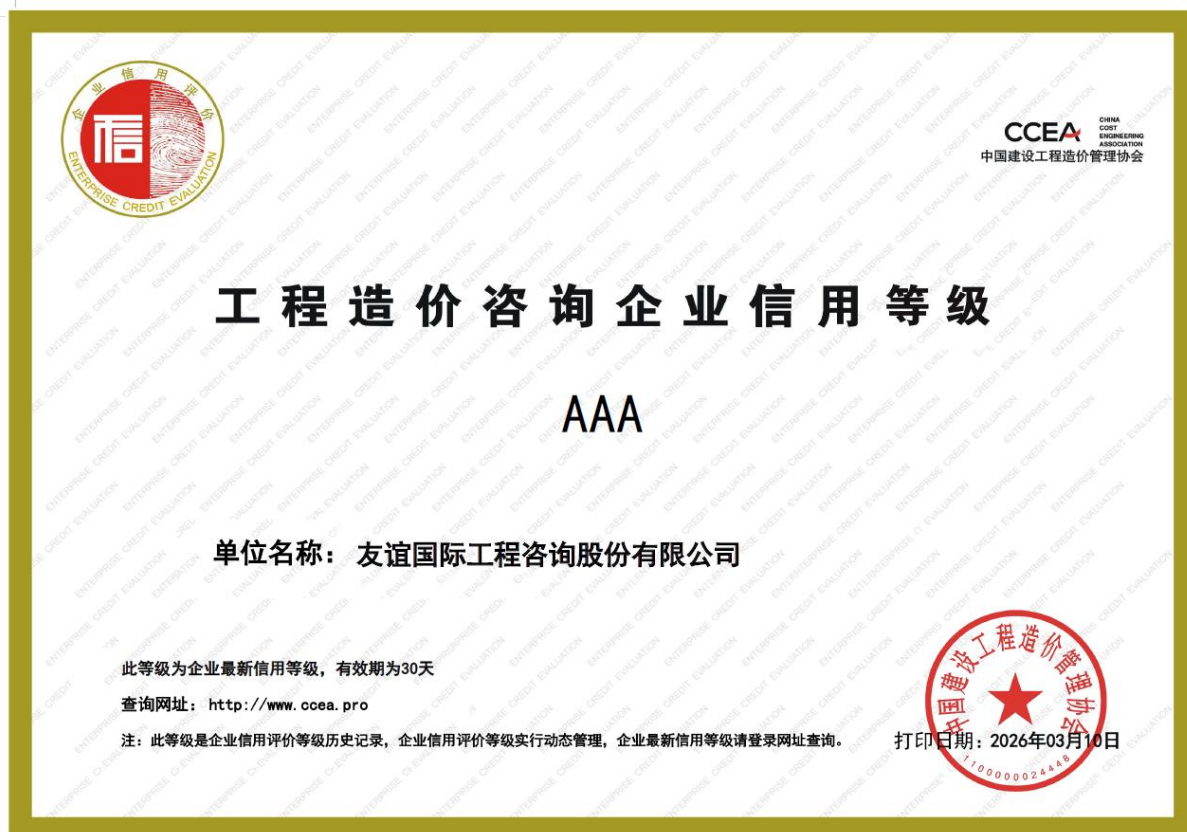 企业信用评价
信
ENTERPRISE CREDIT EVALUATION
CCEA
CHINA
COST
ENGINEERING
ASSOCIATION
中国建设工程造价管理协会
工程造价咨询企业信用等级
AAA
单位名称：友谊国际工程咨询股份有限公司
此等级为企业最新信用等级，有效期为30天
查询网址：http://www.ccea.pro
注：此等级是企业信用评价等级历史记录，企业信用评价等级实行动态管理，企业最新信用等级请登录网址查询。
打印日期：2026年03月10日
中国建设工程造价管理协会
1100000024448